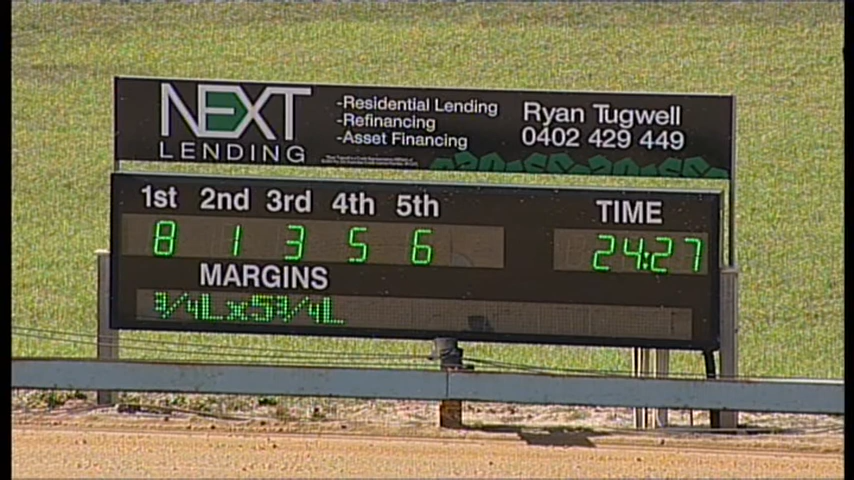 NEXT
LENDING
-Residential Lending
-Refinancing
-Asset Financing
Ryan Tugwell
0402 429 449
1st 2nd 3rd 4th 5th
8 1 3 5 6
TIME
24:27
MARGINS
¾Lx5¾L